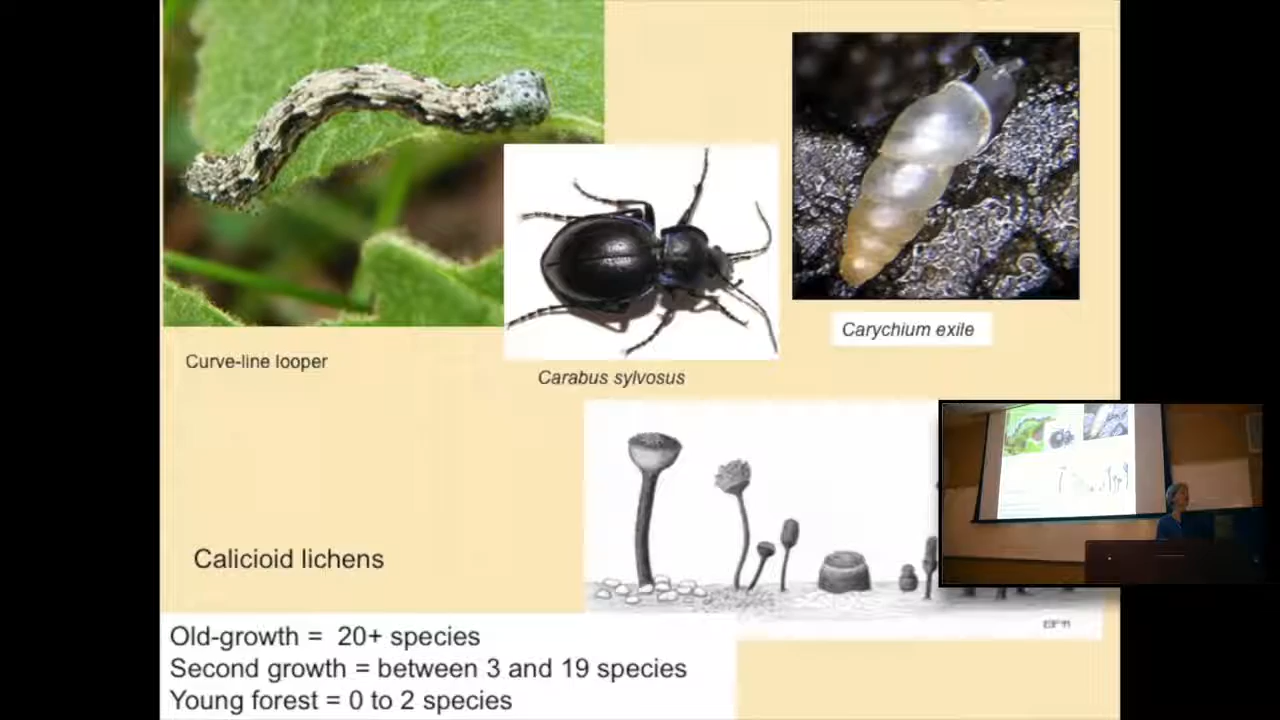 Curve-line looper
Carabus sylvosus
Carychium exile
Calicioid lichens
Old-growth = 20+ species
Second growth = between 3 and 19 species
Young forest = 0 to 2 species